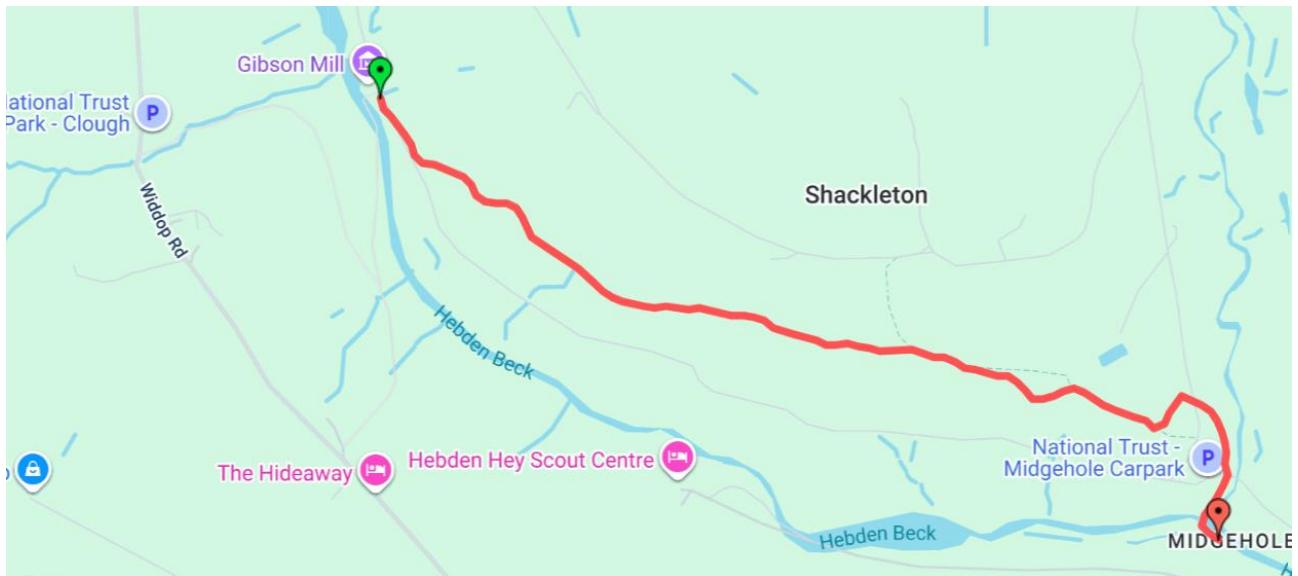 Gibson Mill
National Trust
Park - Clough
P
Widdop Rd
Shackleton
Hebden Beck
The Hideaway
Hebden Hey Scout Centre
National Trust -
Midgehole Carpark
P
Hebden Beck
MIDGEHOLE